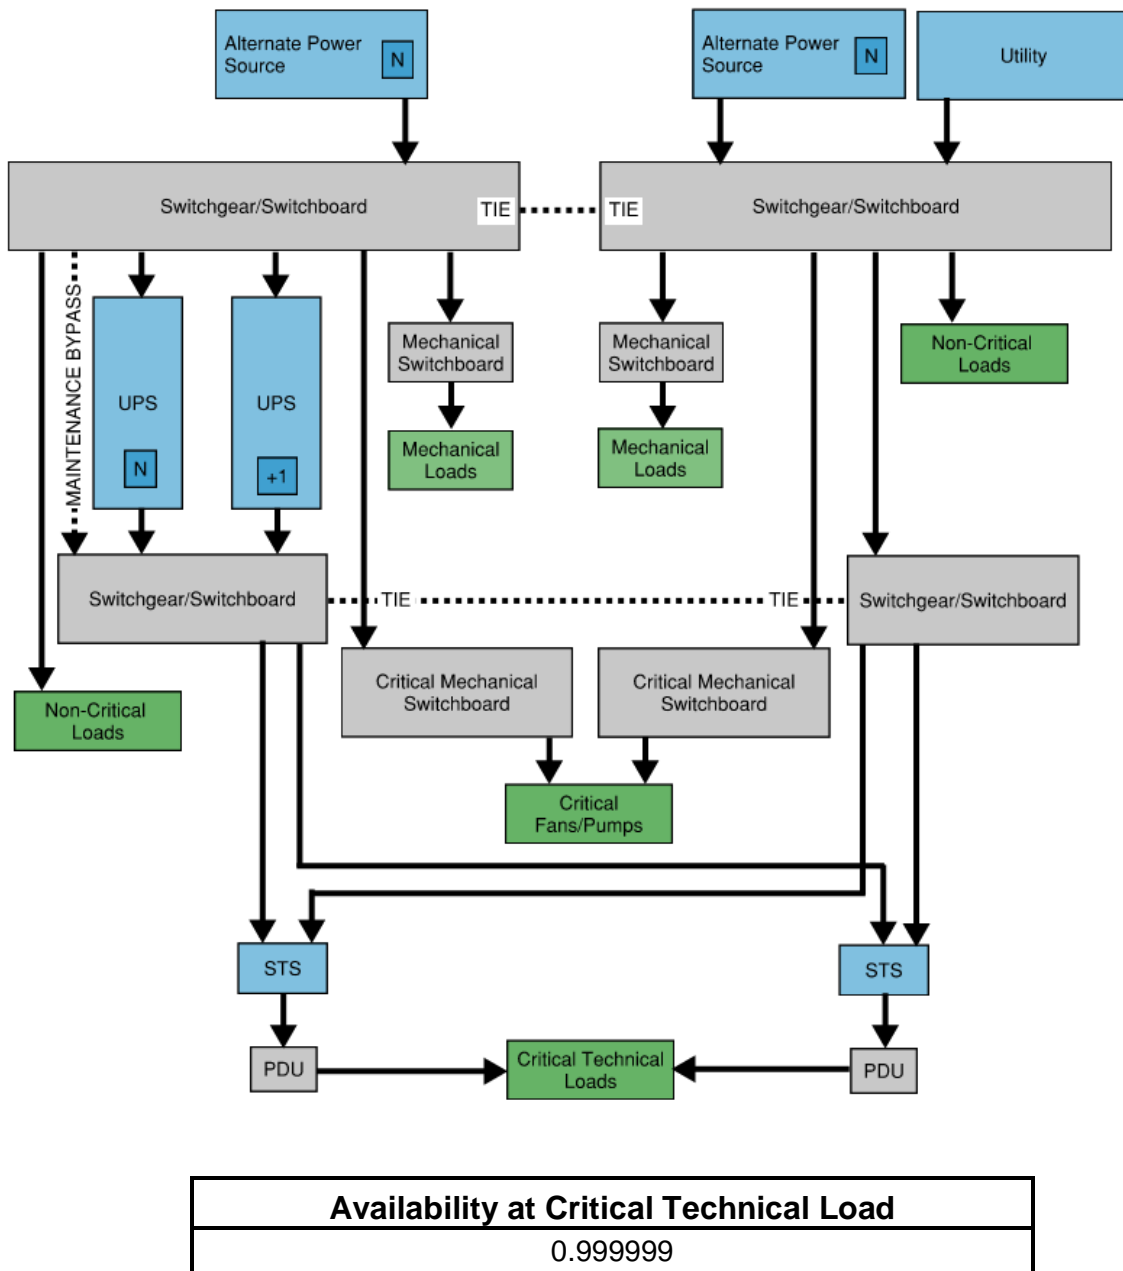 Alternate Power
Source
N
Alternate Power
Source
N
Utility
Switchgear/Switchboard
TIE
TIE
Switchgear/Switchboard
MAINTENANCE BYPASS
UPS
N
UPS
+1
Mechanical
Switchboard
Mechanical
Loads
Mechanical
Switchboard
Mechanical
Loads
Non-Critical
Loads
Switchgear/Switchboard
TIE
TIE
Switchgear/Switchboard
Non-Critical
Loads
Critical Mechanical
Switchboard
Critical Mechanical
Switchboard
Critical
Fans/Pumps
STS
STS
PDU
Critical Technical
Loads
PDU
Availability at Critical Technical Load
0.999999